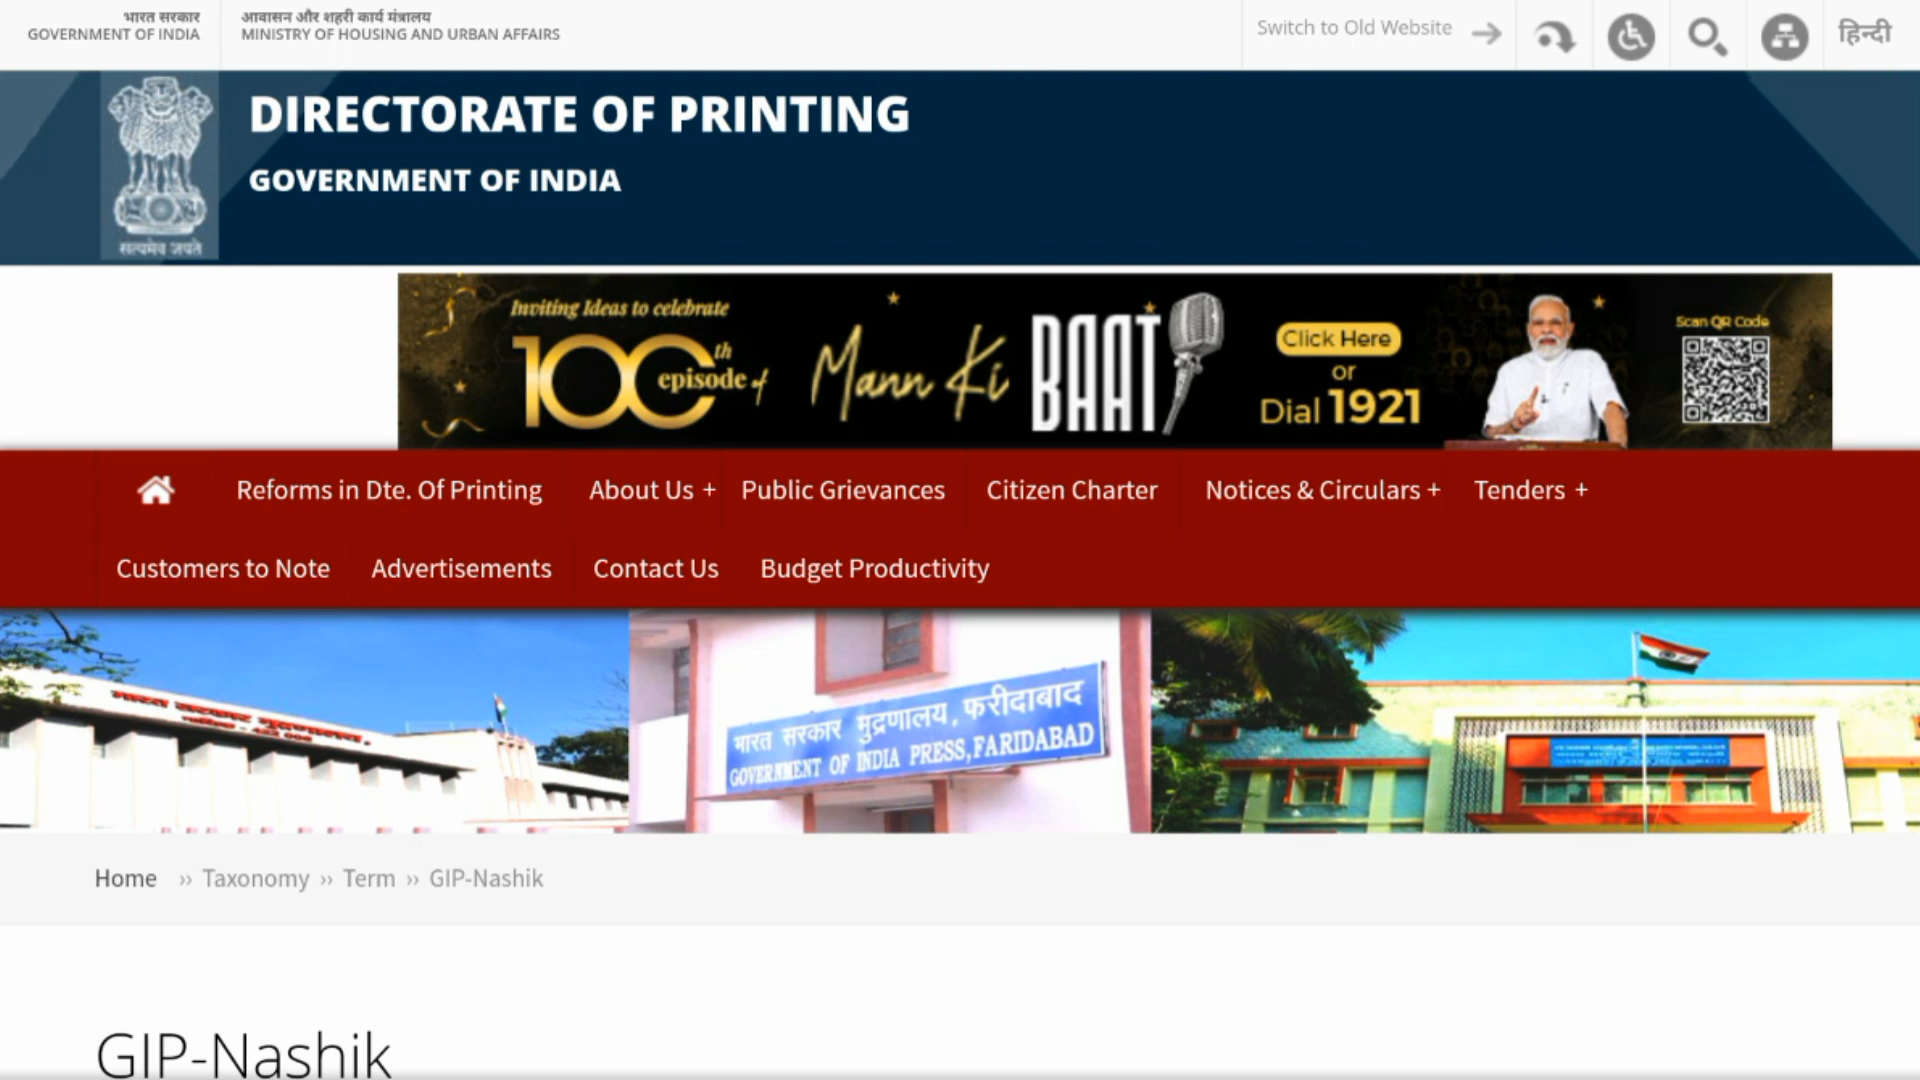 भारत सरकार
GOVERNMENT OF INDIA
आवासन और शहरी कार्य मंत्रालय
MINISTRY OF HOUSING AND URBAN AFFAIRS
Switch to Old Website
हिन्दी
सत्यमेव जयते
DIRECTORATE OF PRINTING
GOVERNMENT OF INDIA
Inviting Ideas to celebrate
100th episode of
Mann Ki BAAT
Click Here
or
Dial 1921
Scan QR Code
Reforms in Dte. Of Printing
About Us +
Public Grievances
Citizen Charter
Notices & Circulars +
Tenders +
Customers to Note
Advertisements
Contact Us
Budget Productivity
भारत सरकार मुद्रणालय,
भारत सरकार मुद्रणालय, फरीदाबाद
GOVERNMENT OF INDIA PRESS, FARIDABAD
Home ›› Taxonomy ›› Term ›› GIP-Nashik
GIP-Nashik